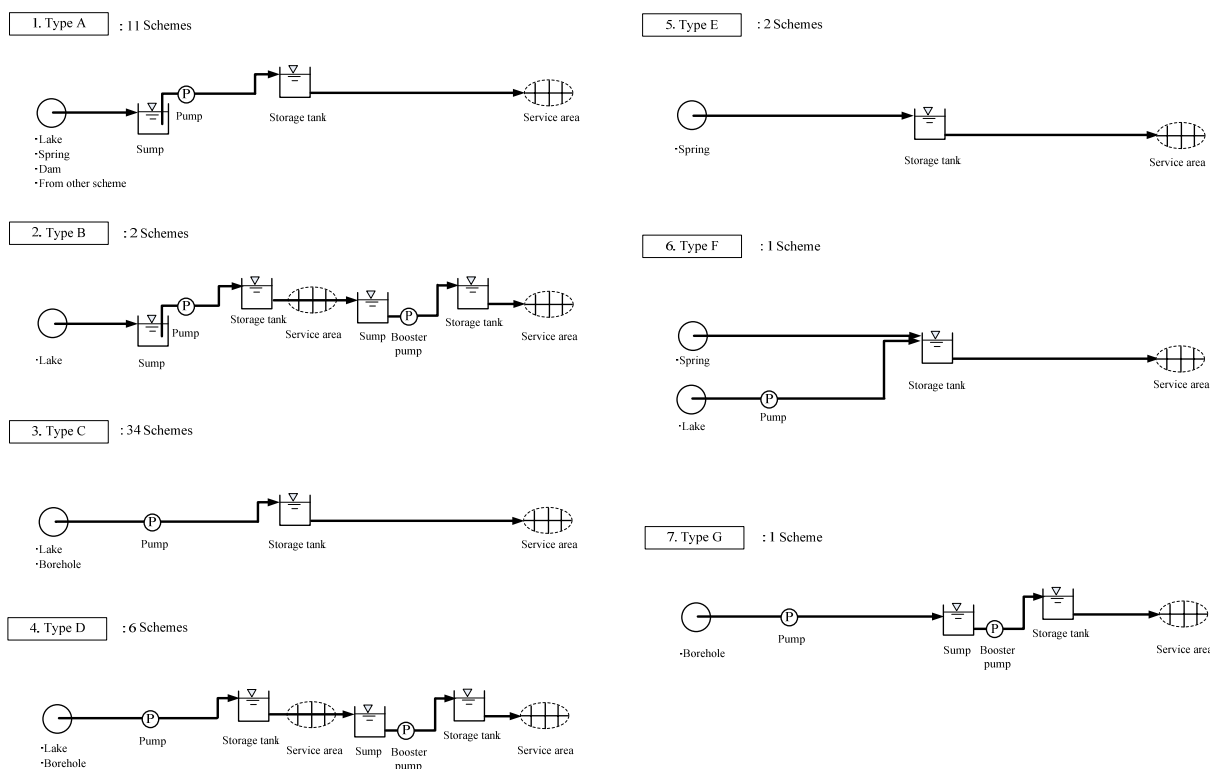 1. Type A : 11 Schemes
P
Pump
Storage tank
Service area
Sump
・Lake
・Spring
・Dam
・From other scheme
2. Type B : 2 Schemes
P
Pump
Storage tank
Service area
P
Sump
Booster
pump
Storage tank
Service area
・Lake
Sump
3. Type C : 34 Schemes
P
Pump
Storage tank
Service area
・Lake
・Borehole
4. Type D : 6 Schemes
P
Pump
Storage tank
Service area
P
Sump
Booster
pump
Storage tank
Service area
・Lake
・Borehole
5. Type E : 2 Schemes
・Spring
Storage tank
Service area
6. Type F : 1 Scheme
・Spring
Storage tank
Service area
P
・Lake
Pump
7. Type G : 1 Scheme
P
・Borehole
Pump
P
Sump
Booster
pump
Storage tank
Service area